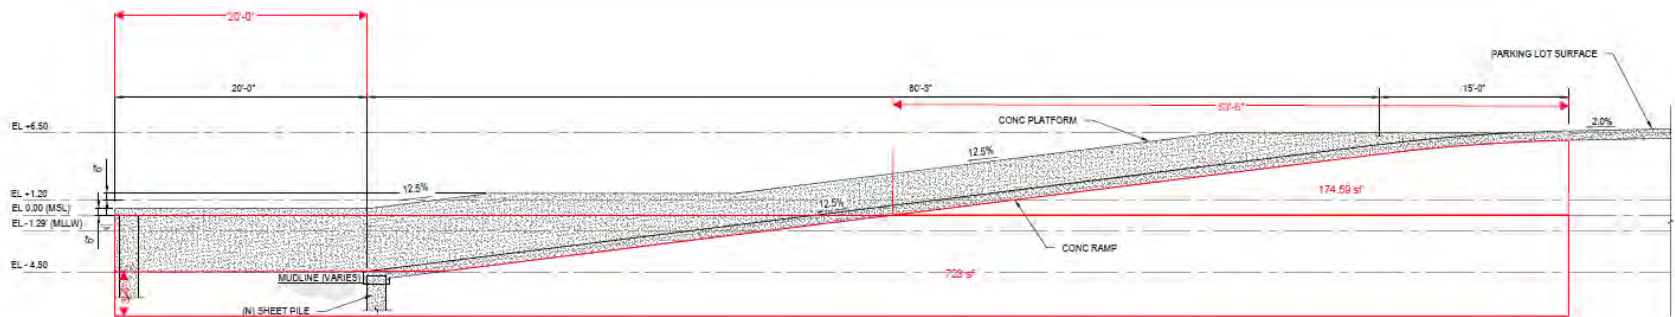 20'-0"
PARKING LOT SURFACE
20'-0"
80'-3"
15'-0"
53'-6"
EL +6.50
CONC PLATFORM
2.0%
12.5%
12.5%
174.59 sf
EL +1.20
EL 0.00 (MSL)
12.5%
EL -1.29' (MLLW)
CONC RAMP
EL - 4.50
MUDLINE (VARIES)
723 sf
(N) SHEET PILE